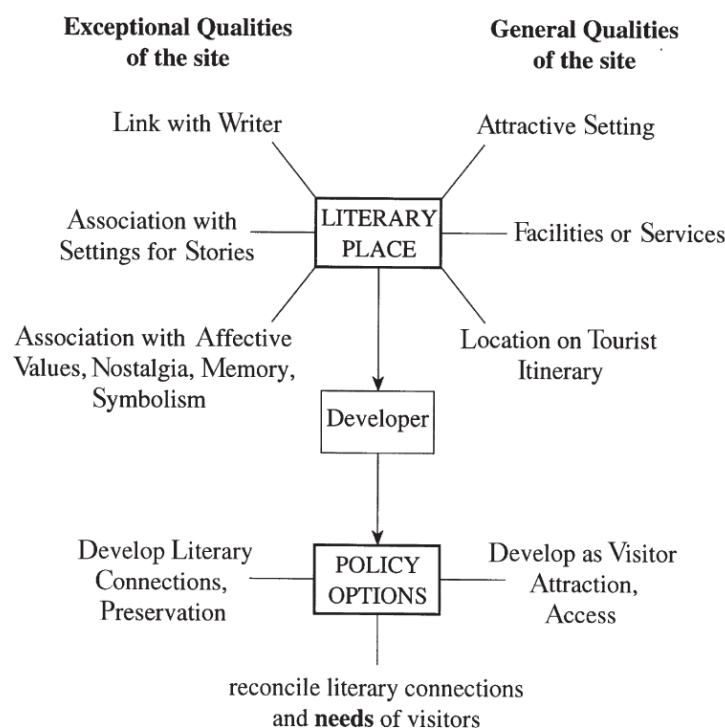 Exceptional Qualities
of the site
General Qualities
of the site
Link with Writer
Attractive Setting
Association with
Settings for Stories
LITERARY
PLACE
Facilities or Services
Association with Affective
Values, Nostalgia, Memory,
Symbolism
Location on Tourist
Itinerary
Developer
Develop Literary
Connections,
Preservation
POLICY
OPTIONS
Develop as Visitor
Attraction,
Access
reconcile literary connections
and needs of visitors